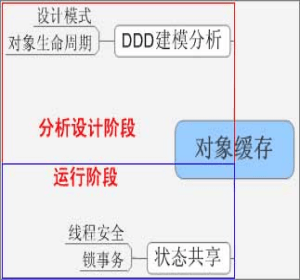 设计模式
对象生命周期
DDD建模分析
分析设计阶段
对象缓存
运行阶段
线程安全
锁事务
状态共享